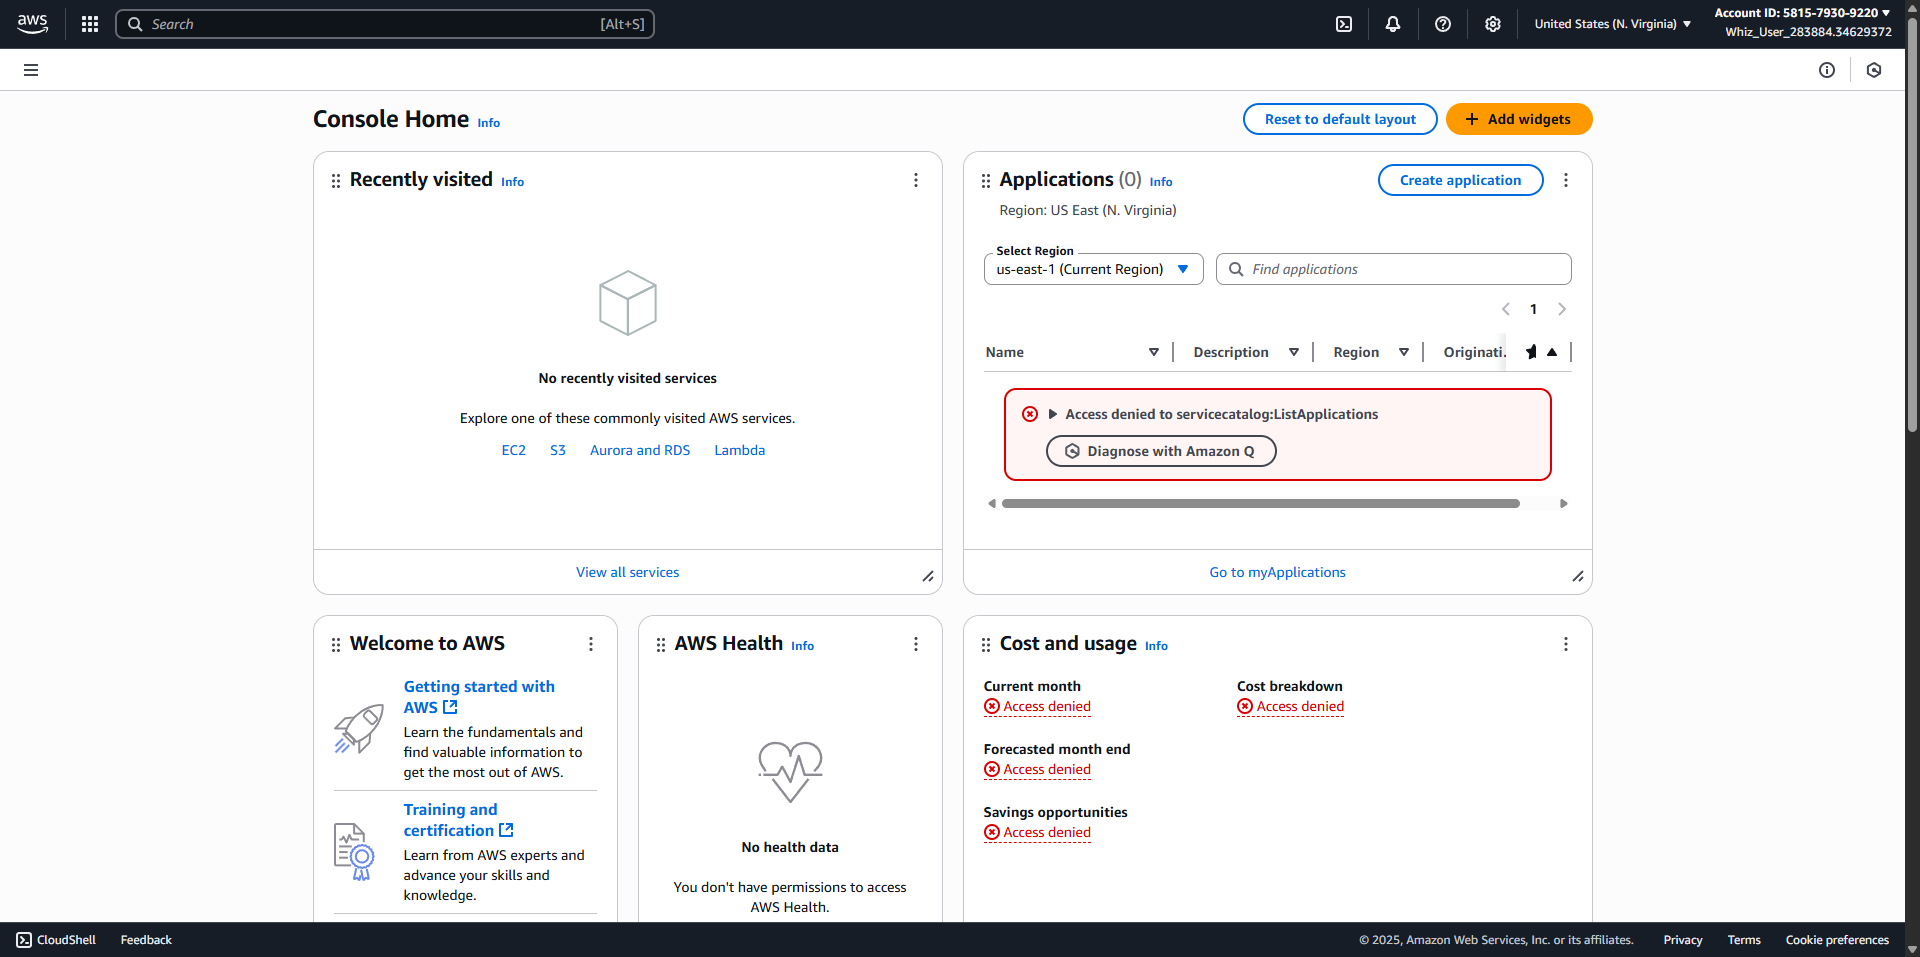 aws
Search
[Alt+S]
United States (N. Virginia)
Account ID: 5815-7930-9220
Whiz_User_283884.34629372
Console Home
Info
Reset to default layout
Add widgets
Recently visited
Info
No recently visited services
Explore one of these commonly visited AWS services.
EC2 S3 Aurora and RDS Lambda
View all services
Applications (0)
Info
Create application
Region: US East (N. Virginia)
Select Region
us-east-1 (Current Region)
Find applications
1
Name Description Region Originati.
Access denied to servicecatalog:ListApplications
Diagnose with Amazon Q
Go to myApplications
Welcome to AWS
Getting started with
AWS
Learn the fundamentals and
find valuable information to
get the most out of AWS.
Training and
certification
Learn from AWS experts and
advance your skills and
knowledge.
AWS Health
Info
No health data
You don't have permissions to access
AWS Health.
Cost and usage
Info
Current month
Access denied
Cost breakdown
Access denied
Forecasted month end
Access denied
Savings opportunities
Access denied
CloudShell
Feedback
© 2025, Amazon Web Services, Inc. or its affiliates.
Privacy
Terms
Cookie preferences